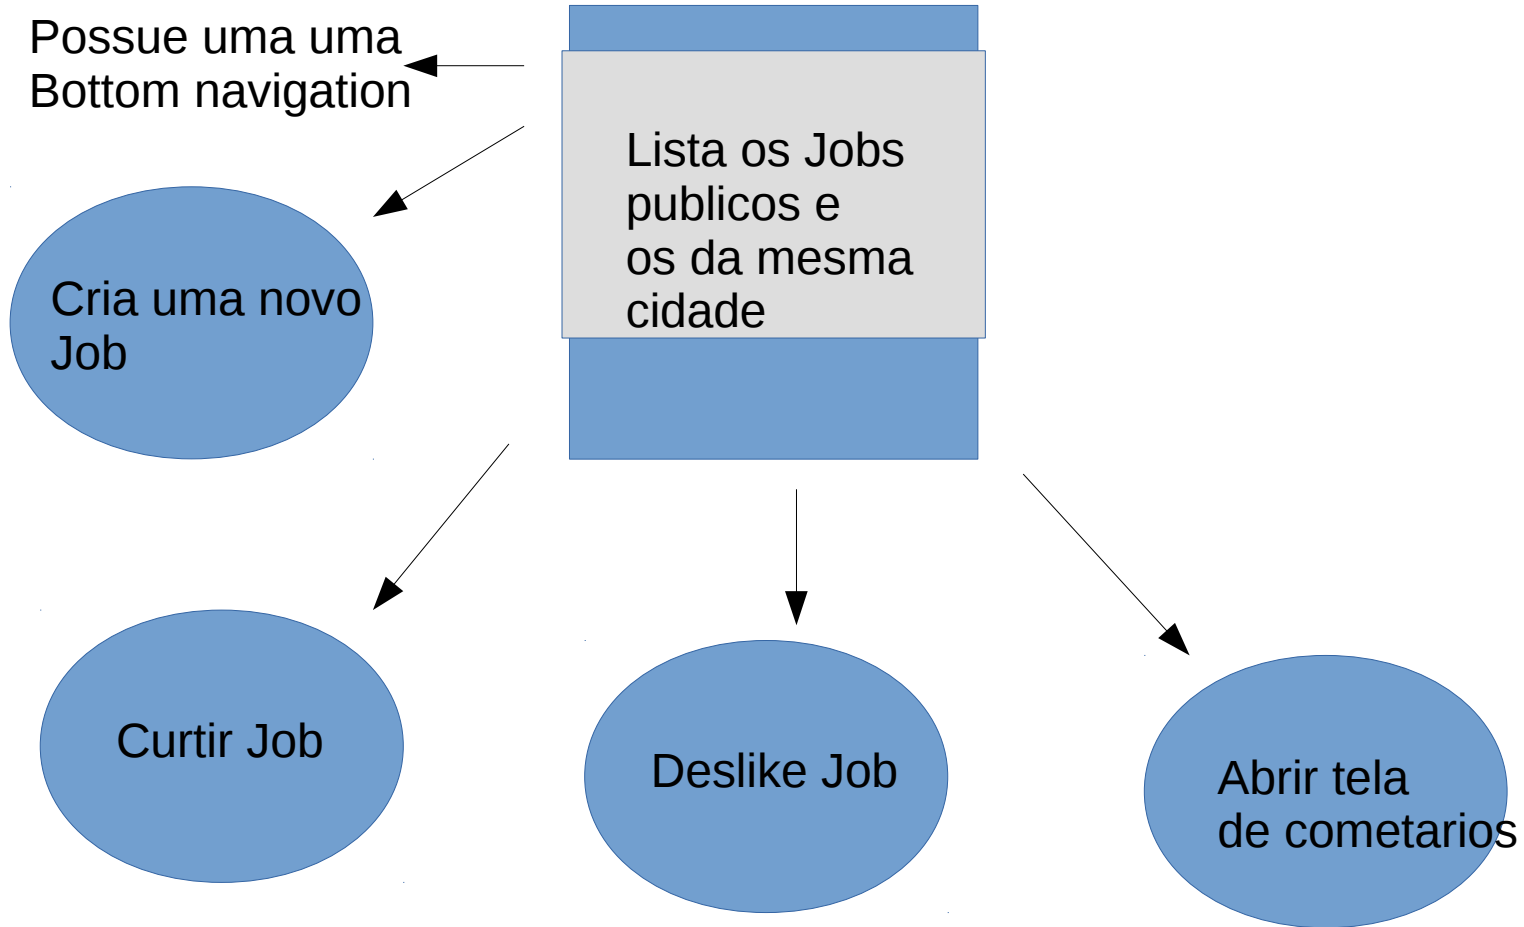 Possue uma uma
Bottom navigation
Lista os Jobs
publicos e
os da mesma
cidade
Cria uma novo
Job
Curtir Job
Deslike Job
Abrir tela
de cometarios